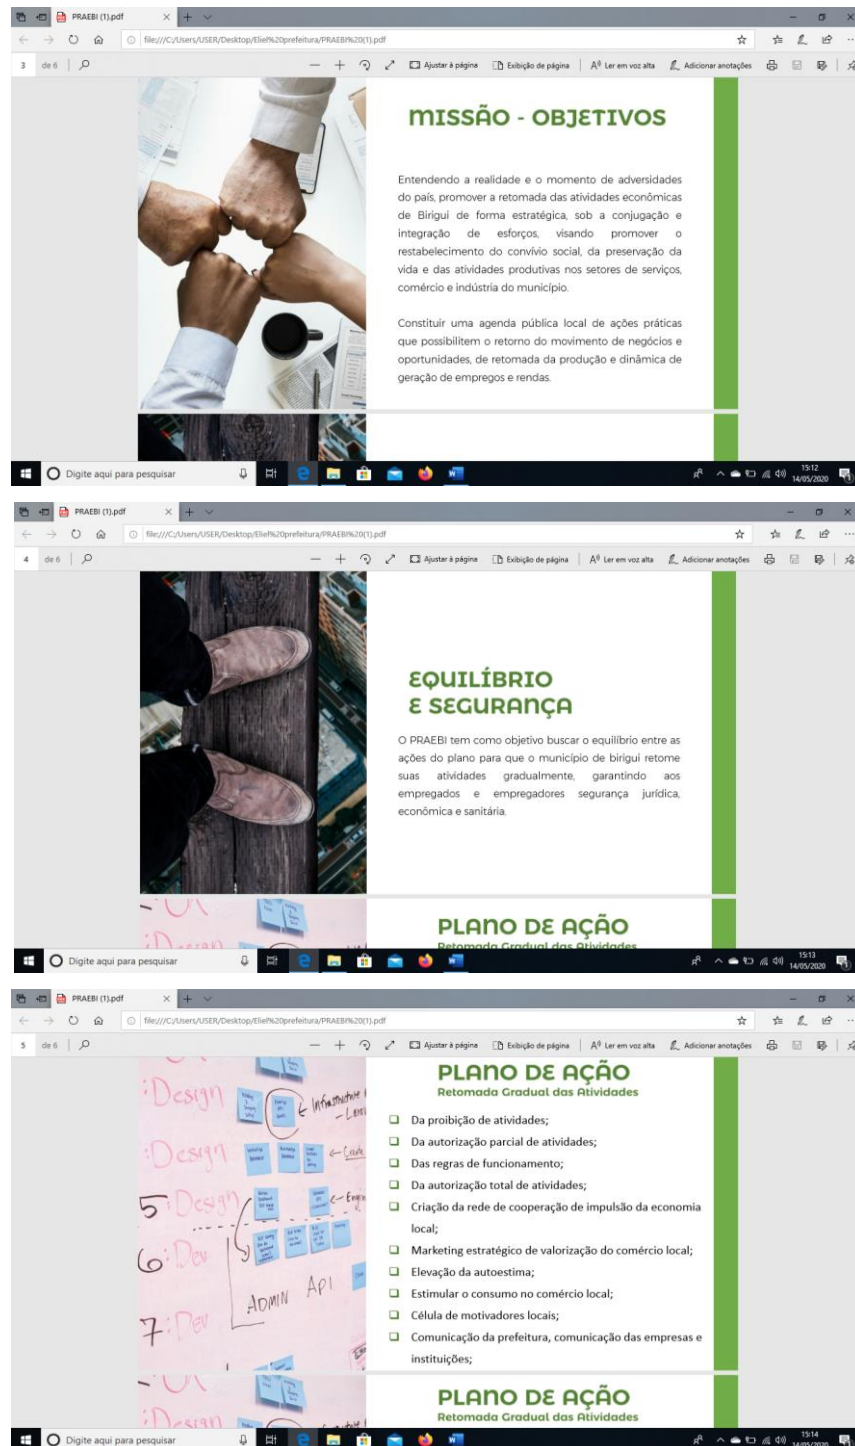 PRAEBI (1).pdf
file:///C:/Users/USER/Desktop/Eliel%20prefeitura/PRAEBI%20(1).pdf
3 de 6 Ajustar à página Exibição de página Ler em voz alta Adicionar anotações
MISSÃO - OBJETIVOS
Entendendo a realidade e o momento de adversidades
do país, promover a retomada das atividades econômicas
de Birigui de forma estratégica, sob a conjugação e
integração de esforços, visando promover o
restabelecimento do convívio social, da preservação da
vida e das atividades produtivas nos setores de serviços,
comércio e indústria do município.
Constituir uma agenda pública local de ações práticas
que possibilitem o retorno do movimento de negócios e
oportunidades, de retomada da produção e dinâmica de
geração de empregos e rendas.
Digite aqui para pesquisar
15:12
14/05/2020
PRAEBI (1).pdf
file:///C:/Users/USER/Desktop/Eliel%20prefeitura/PRAEBI%20(1).pdf
4 de 6 Ajustar à página Exibição de página Ler em voz alta Adicionar anotações
EQUILÍBRIO
E SEGURANÇA
O PRAEBI tem como objetivo buscar o equilíbrio entre as
ações do plano para que o município de birigui retome
suas atividades gradualmente, garantindo aos
empregados e empregadores segurança jurídica,
econômica e sanitária.
PLANO DE AÇÃO
Retomada Gradual das Atividades
Digite aqui para pesquisar
15:13
14/05/2020
PRAEBI (1).pdf
file:///C:/Users/USER/Desktop/Eliel%20prefeitura/PRAEBI%20(1).pdf
5 de 6 Ajustar à página Exibição de página Ler em voz alta Adicionar anotações
:Design
:Design
5:Design
6:Dev
ADMIN API
7:Dev
PLANO DE AÇÃO
Retomada Gradual das Atividades
Da proibição de atividades;
Da autorização parcial de atividades;
Das regras de funcionamento;
Da autorização total de atividades;
Criação da rede de cooperação de impulsão da economia
local;
Marketing estratégico de valorização do comércio local;
Elevação da autoestima;
Estimular o consumo no comércio local;
Célula de motivadores locais;
Comunicação da prefeitura, comunicação das empresas e
instituições;
PLANO DE AÇÃO
Retomada Gradual das Atividades
Digite aqui para pesquisar
15:14
14/05/2020